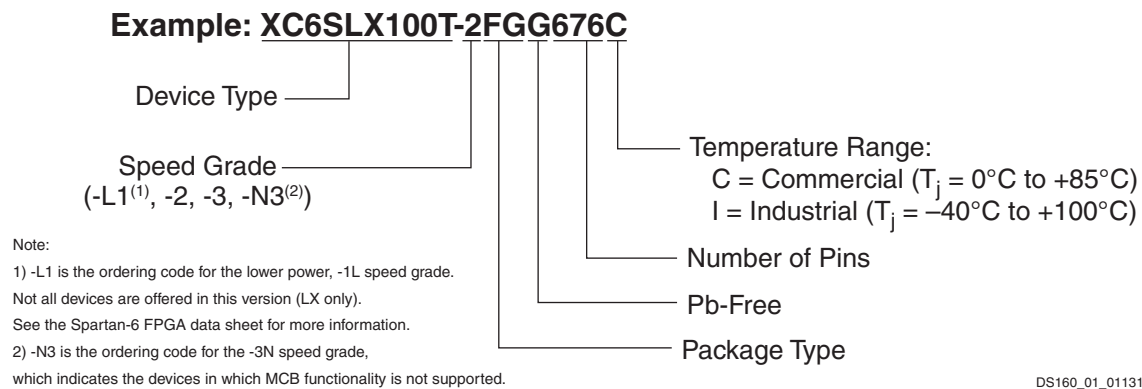 Example: XC6SLX100T-2FGG676C
Device Type
Speed Grade
(-L1(1), -2, -3, -N3(2))
Temperature Range:
C = Commercial (Tj = 0°C to +85°C)
I = Industrial (Tj = –40°C to +100°C)
Number of Pins
Pb-Free
Package Type
Note:
1) -L1 is the ordering code for the lower power, -1L speed grade.
Not all devices are offered in this version (LX only).
See the Spartan-6 FPGA data sheet for more information.
2) -N3 is the ordering code for the -3N speed grade,
which indicates the devices in which MCB functionality is not supported.
DS160_01_01131